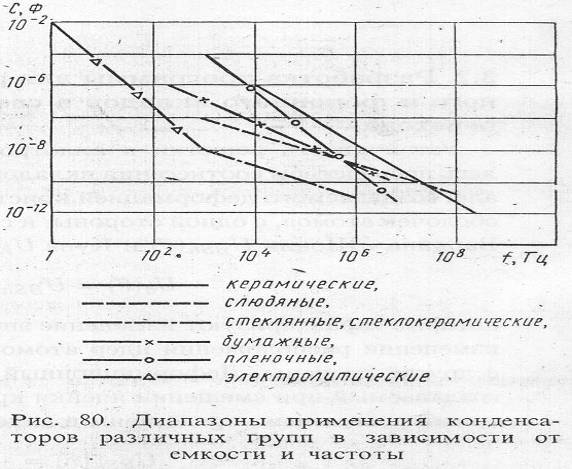 C, Ф
10⁻²
10⁻⁶
10⁻⁸
10⁻¹²
1 10² 10⁴ 10⁶ 10⁸ f, Гц
керамические,
слюдяные,
стеклянные, стеклокерамические,
бумажные,
пленочные,
электролитические
Рис. 80. Диапазоны применения конденса-
торов различных групп в зависимости от
емкости и частоты